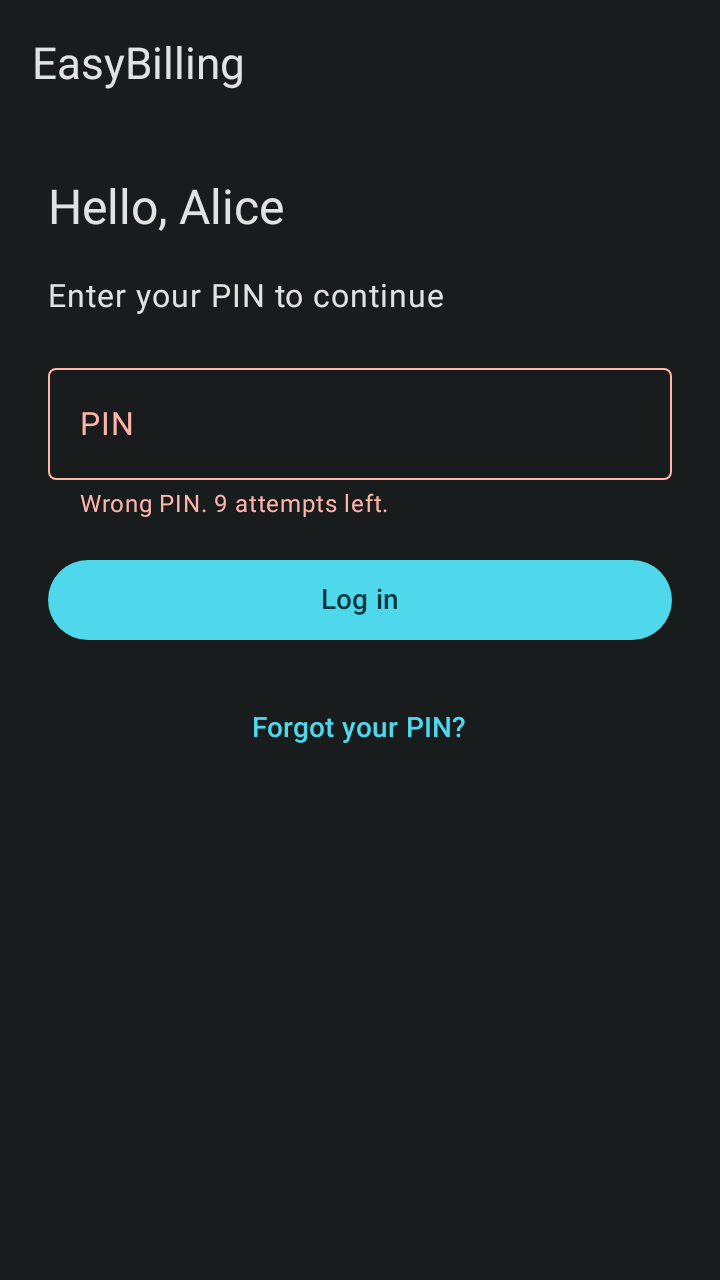 EasyBilling
Hello, Alice
Enter your PIN to continue
PIN
Wrong PIN. 9 attempts left.
Log in
Forgot your PIN?